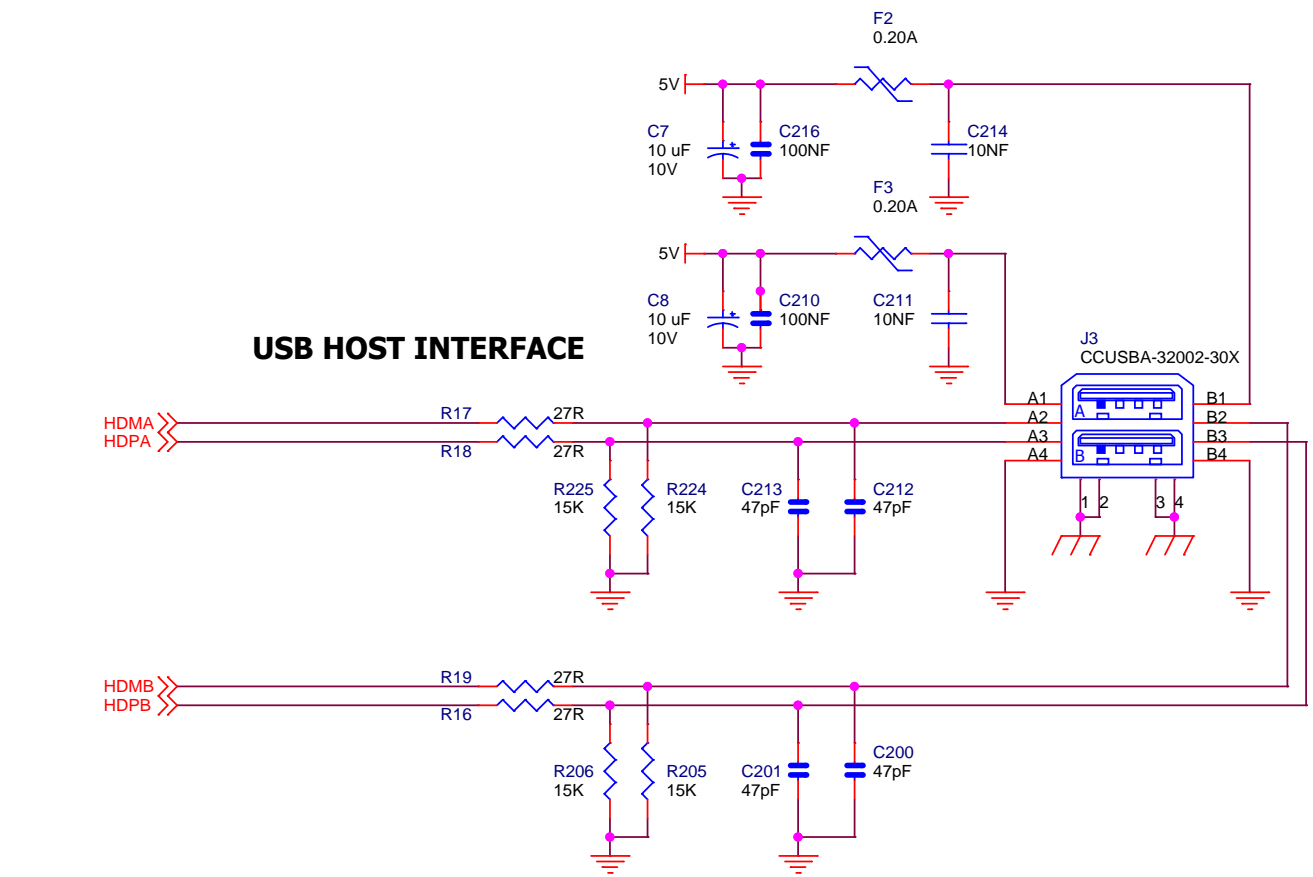 F2
0.20A
5V
C7
10 uF
10V
C216
100NF
C214
10NF
F3
0.20A
5V
C8
10 uF
10V
C210
100NF
C211
10NF
USB HOST INTERFACE
J3
CCUSBA-32002-30X
A1
A2
A3
A4
A
B
B1
B2
B3
B4
1
2
3
4
HDMA
HDPA
R17
27R
R18
27R
R225
15K
R224
15K
C213
47pF
C212
47pF
HDMB
HDPB
R19
27R
R16
27R
R206
15K
R205
15K
C201
47pF
C200
47pF